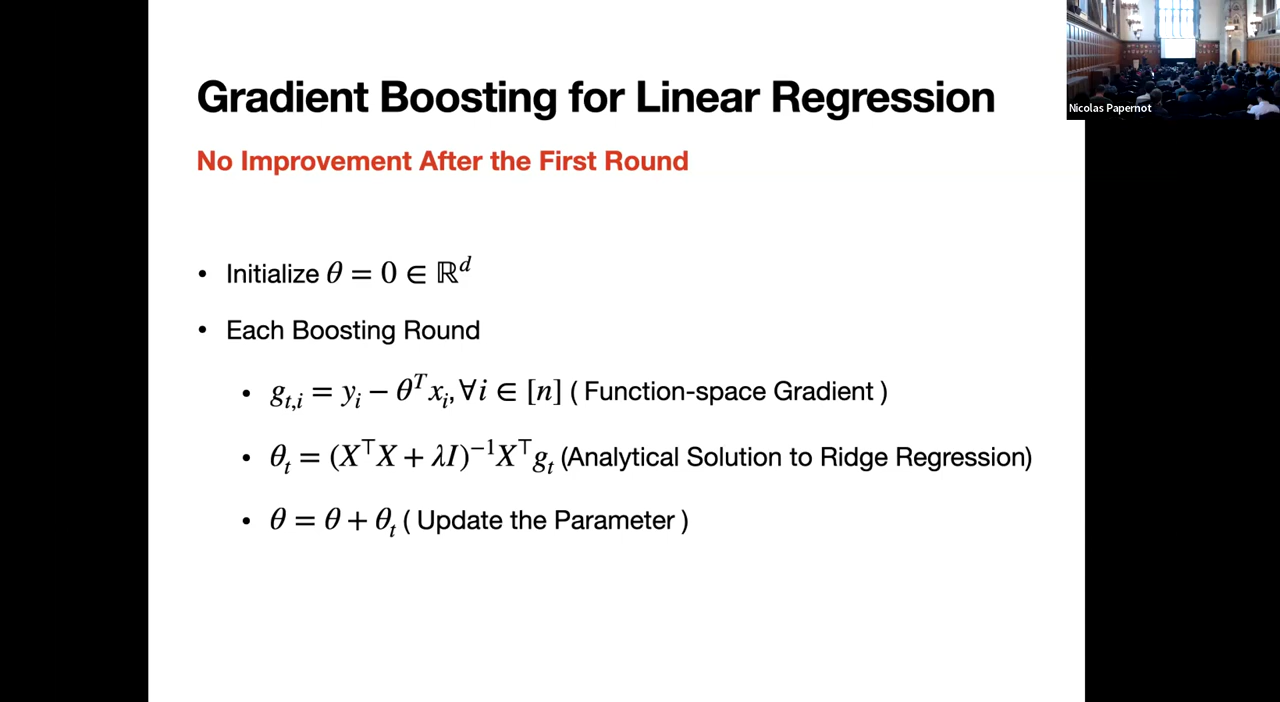 Gradient Boosting for Linear Regression
Nicolas Papernot
No Improvement After the First Round
• Initialize θ = 0 ∈ ℝ^d
• Each Boosting Round
• g_{t,i} = y_i − θ^T x_i, ∀i ∈ [n] ( Function-space Gradient )
• θ_t = (X^⊤X + λI)^{−1}X^⊤g_t (Analytical Solution to Ridge Regression)
• θ = θ + θ_t ( Update the Parameter )